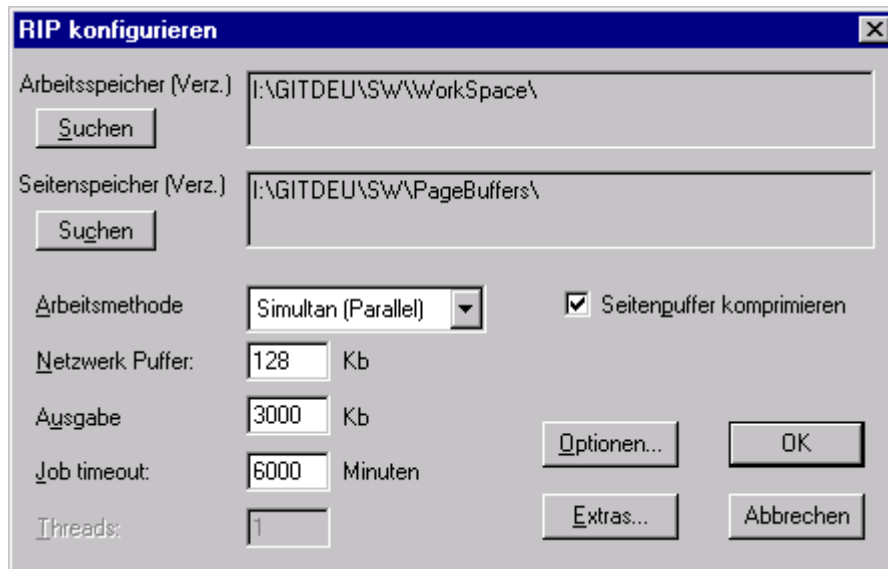 RIP konfigurieren
Arbeitsspeicher (Verz.)
I:\GITDEU\SW\WorkSpace\
Suchen
Seitenspeicher (Verz.)
I:\GITDEU\SW\PageBuffers\
Suchen
Arbeitsmethode
Simultan (Parallel)
Seitenpuffer komprimieren
Netzwerk Puffer: 128 Kb
Ausgabe 3000 Kb
Optionen... OK
Job timeout: 6000 Minuten
Extras... Abbrechen
Threads: 1